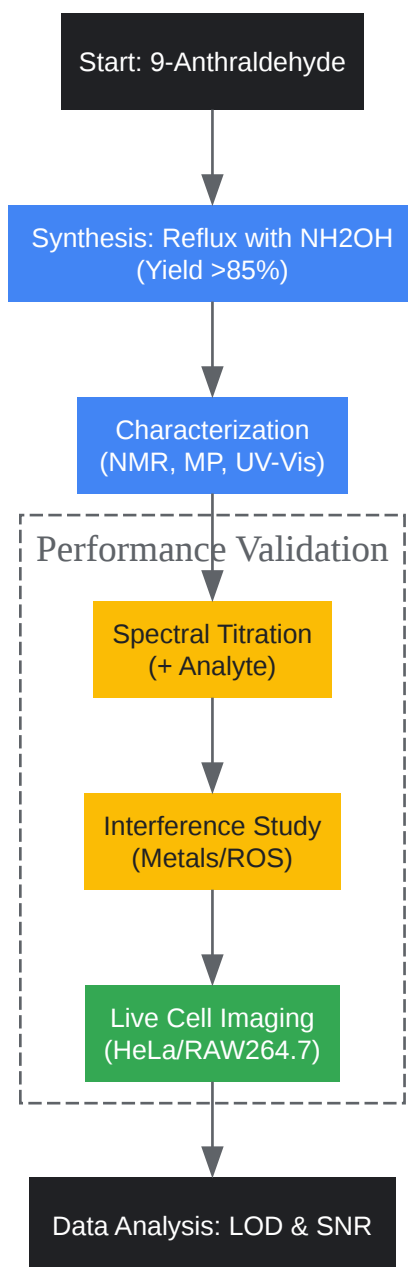 Start: 9-Anthraldehyde
Synthesis: Reflux with NH2OH
(Yield >85%)
Characterization
(NMR, MP, UV-Vis)
Performance Validation
Spectral Titration
(+ Analyte)
Interference Study
(Metals/ROS)
Live Cell Imaging
(HeLa/RAW264.7)
Data Analysis: LOD & SNR